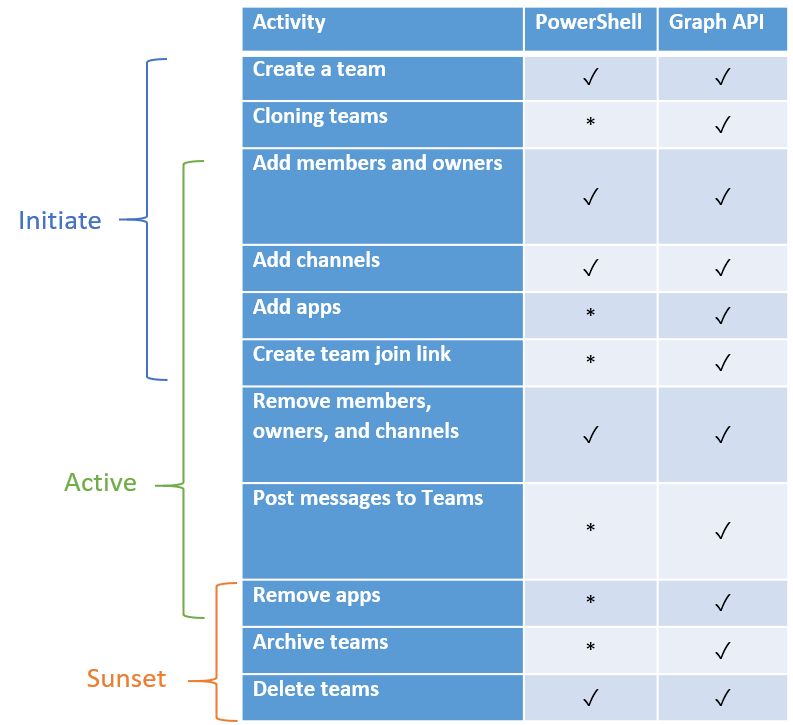 Activity PowerShell Graph API
Create a team ✓ ✓
Cloning teams * ✓
Add members and owners ✓ ✓
Initiate
Add channels ✓ ✓
Add apps * ✓
Create team join link * ✓
Remove members,
owners, and channels ✓ ✓
Active
Post messages to Teams * ✓
Remove apps * ✓
Archive teams * ✓
Sunset
Delete teams ✓ ✓